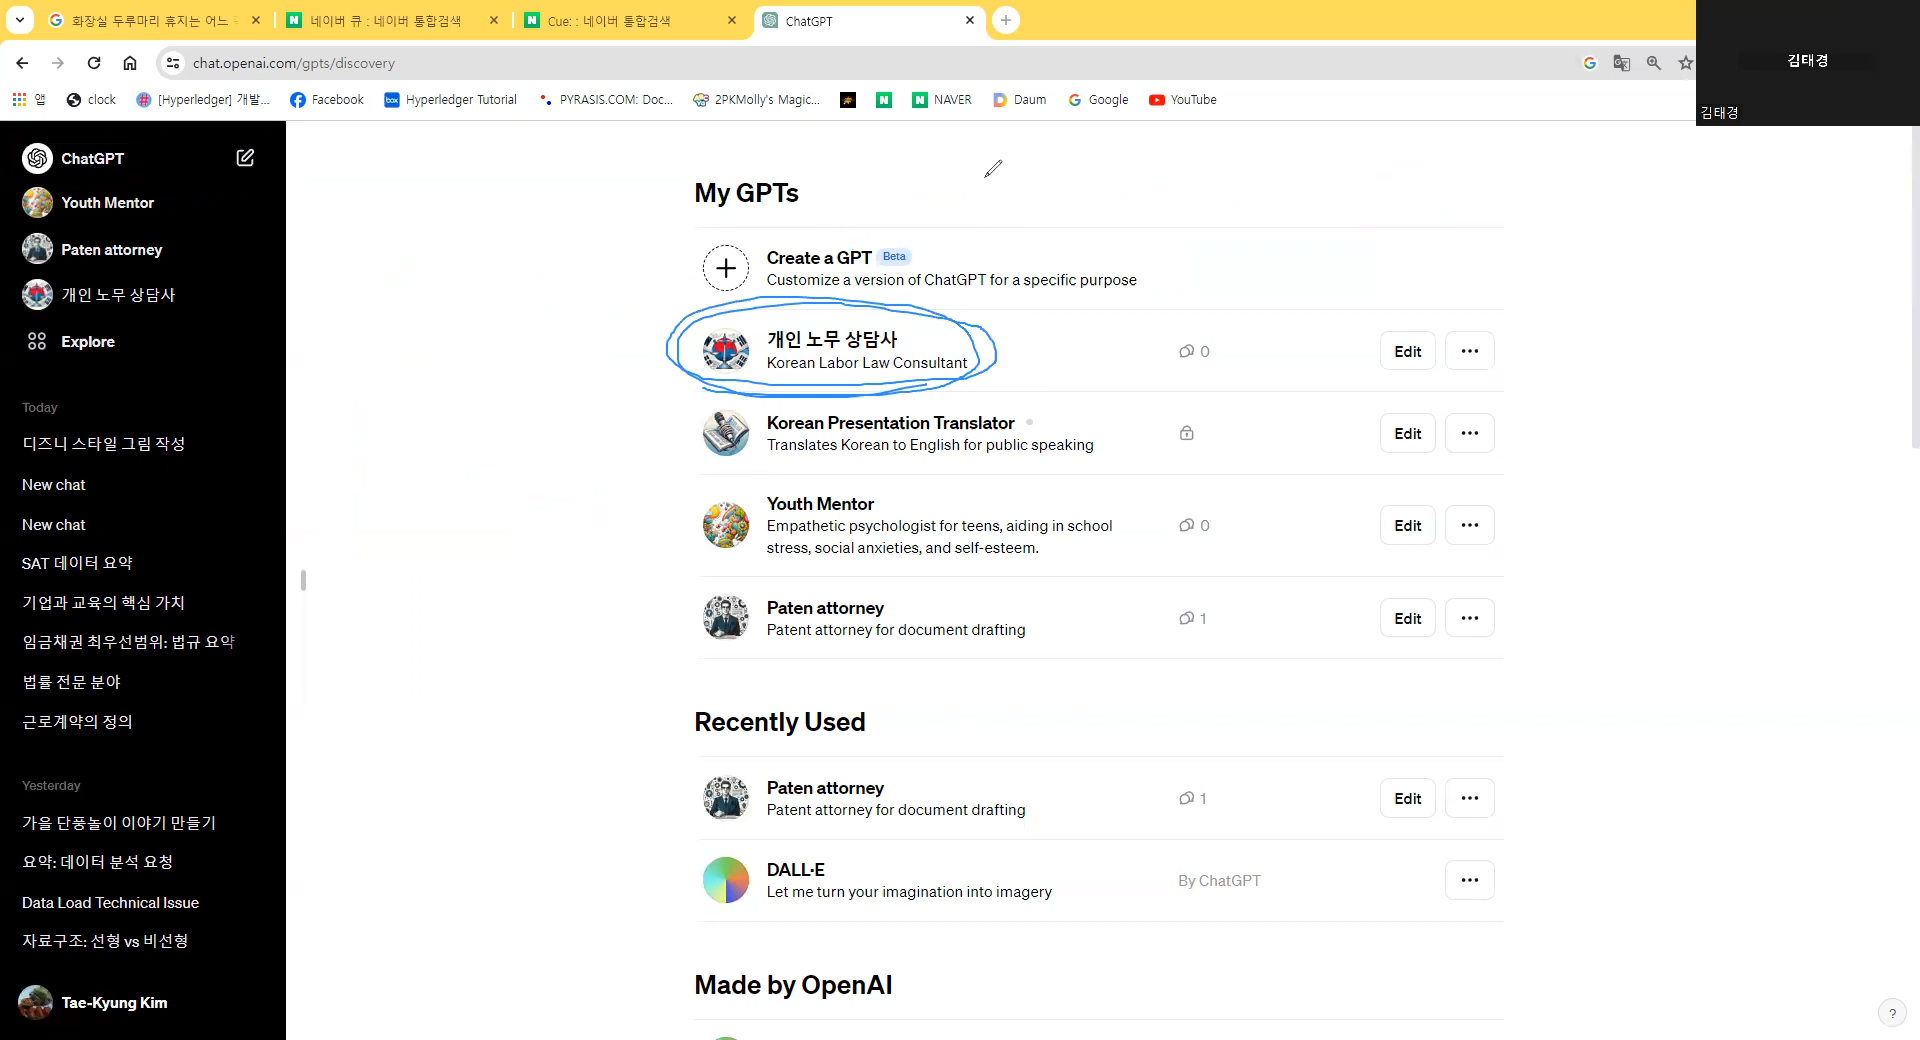 화장실 두루마리 휴지는 어느
네이버 큐 : 네이버 통합검색
Cue: : 네이버 통합검색
ChatGPT
chat.openai.com/gpts/discovery
앱
clock
[Hyperledger] 개발...
Facebook
box
Hyperledger Tutorial
PYRASIS.COM: Doc...
2PKMolly's Magic...
NAVER
Daum
Google
YouTube
김태경
김태경
ChatGPT
Youth Mentor
Paten attorney
개인 노무 상담사
Explore
Today
디즈니 스타일 그림 작성
New chat
New chat
SAT 데이터 요약
기업과 교육의 핵심 가치
임금채권 최우선범위: 법규 요약
법률 전문 분야
근로계약의 정의
Yesterday
가을 단풍놀이 이야기 만들기
요약: 데이터 분석 요청
Data Load Technical Issue
자료구조: 선형 vs 비선형
Tae-Kyung Kim
My GPTs
Create a GPT Beta
Customize a version of ChatGPT for a specific purpose
개인 노무 상담사
Korean Labor Law Consultant
0
Edit
Korean Presentation Translator
Translates Korean to English for public speaking
Edit
Youth Mentor
Empathetic psychologist for teens, aiding in school
stress, social anxieties, and self-esteem.
0
Edit
Paten attorney
Patent attorney for document drafting
1
Edit
Recently Used
Paten attorney
Patent attorney for document drafting
1
Edit
DALL·E
Let me turn your imagination into imagery
By ChatGPT
Made by OpenAI
?